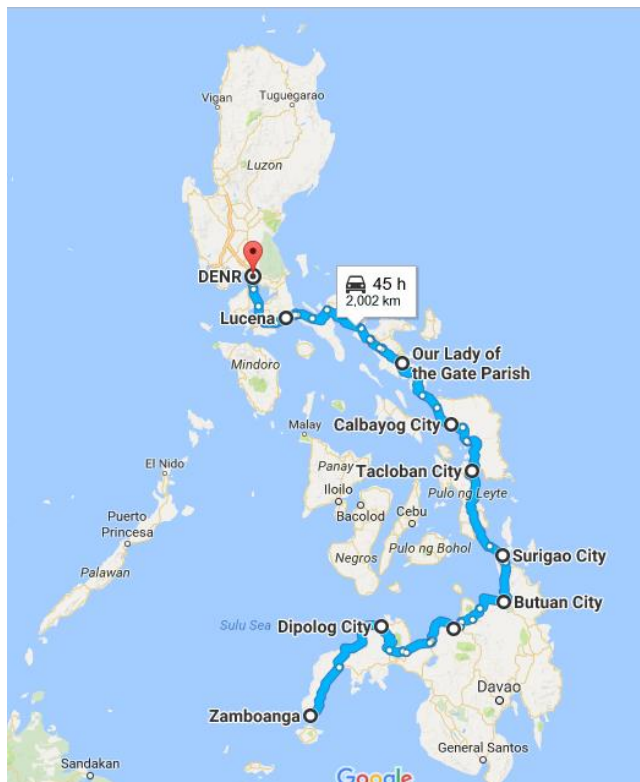 Vigan
Tuguegarao
Luzon
DENR
45 h
2,002 km
Lucena
Mindoro
Our Lady of
the Gate Parish
Calbayog City
Malay
Tacloban City
Panay
El Nido
Iloilo
Pulo ng Leyte
Bacolod
Cebu
Puerto
Princesa
Negros
Pulo ng Bohol
Surigao City
Palawan
Butuan City
Sulu Sea
Dipolog City
Davao
Zamboanga
General Santos
Sandakan
Google